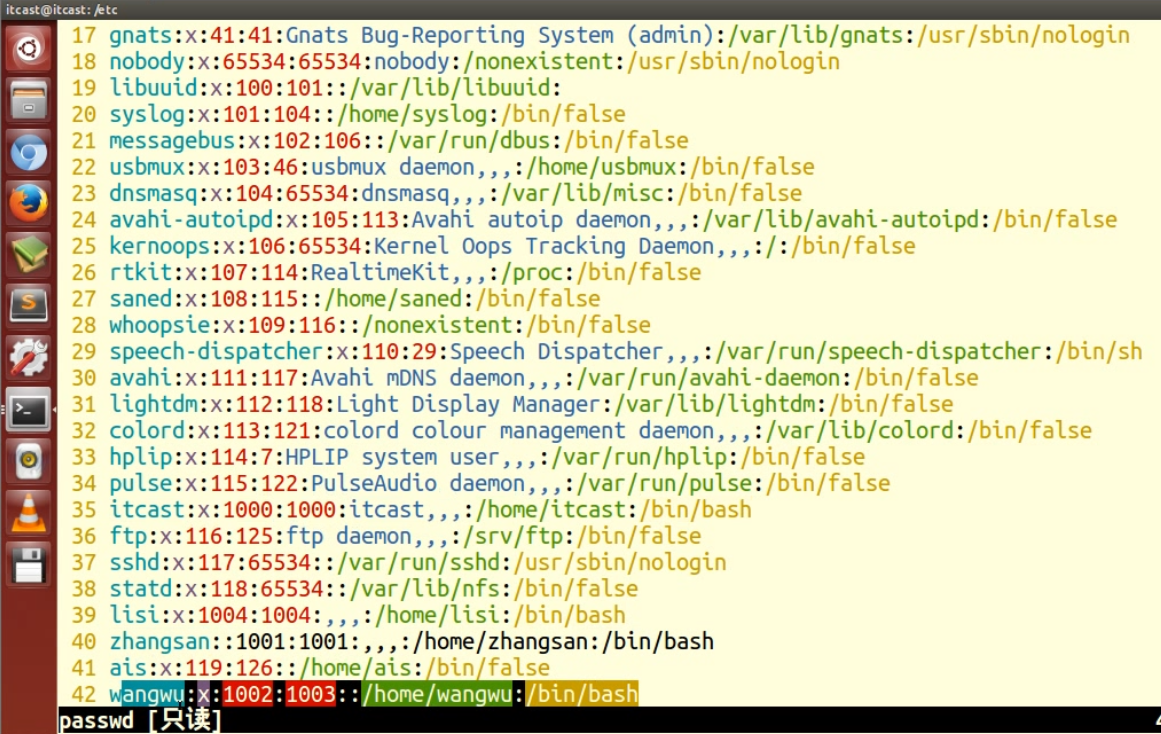 itcast@itcast: /etc
17 gnats:x:41:41:Gnats Bug-Reporting System (admin):/var/lib/gnats:/usr/sbin/nologin
18 nobody:x:65534:65534:nobody:/nonexistent:/usr/sbin/nologin
19 libuuid:x:100:101::/var/lib/libuuid:
20 syslog:x:101:104::/home/syslog:/bin/false
21 messagebus:x:102:106::/var/run/dbus:/bin/false
22 usbmux:x:103:46:usbmux daemon,,,:/home/usbmux:/bin/false
23 dnsmasq:x:104:65534:dnsmasq,,,:/var/lib/misc:/bin/false
24 avahi-autoipd:x:105:113:Avahi autoip daemon,,,:/var/lib/avahi-autoipd:/bin/false
25 kernoops:x:106:65534:Kernel Oops Tracking Daemon,,,:/:/bin/false
26 rtkit:x:107:114:RealtimeKit,,,:/proc:/bin/false
27 saned:x:108:115::/home/saned:/bin/false
28 whoopsie:x:109:116::/nonexistent:/bin/false
29 speech-dispatcher:x:110:29:Speech Dispatcher,,,:/var/run/speech-dispatcher:/bin/sh
30 avahi:x:111:117:Avahi mDNS daemon,,,:/var/run/avahi-daemon:/bin/false
31 lightdm:x:112:118:Light Display Manager:/var/lib/lightdm:/bin/false
32 colord:x:113:121:colord colour management daemon,,,:/var/lib/colord:/bin/false
33 hplip:x:114:7:HPLIP system user,,,:/var/run/hplip:/bin/false
34 pulse:x:115:122:PulseAudio daemon,,,:/var/run/pulse:/bin/false
35 itcast:x:1000:1000:itcast,,,:/home/itcast:/bin/bash
36 ftp:x:116:125:ftp daemon,,,:/srv/ftp:/bin/false
37 sshd:x:117:65534::/var/run/sshd:/usr/sbin/nologin
38 statd:x:118:65534::/var/lib/nfs:/bin/false
39 lisi:x:1004:1004:,,,:/home/lisi:/bin/bash
40 zhangsan::1001:1001:,,,:/home/zhangsan:/bin/bash
41 ais:x:119:126::/home/ais:/bin/false
42 wangwu:x:1002:1003::/home/wangwu:/bin/bash
passwd [只读]